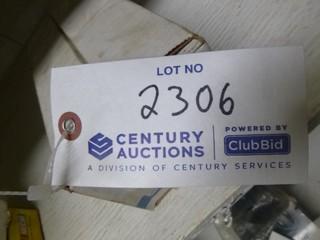 LOT NO
2306
CENTURY AUCTIONS
POWERED BY
ClubBid
A DIVISION OF CENTURY SERVICES